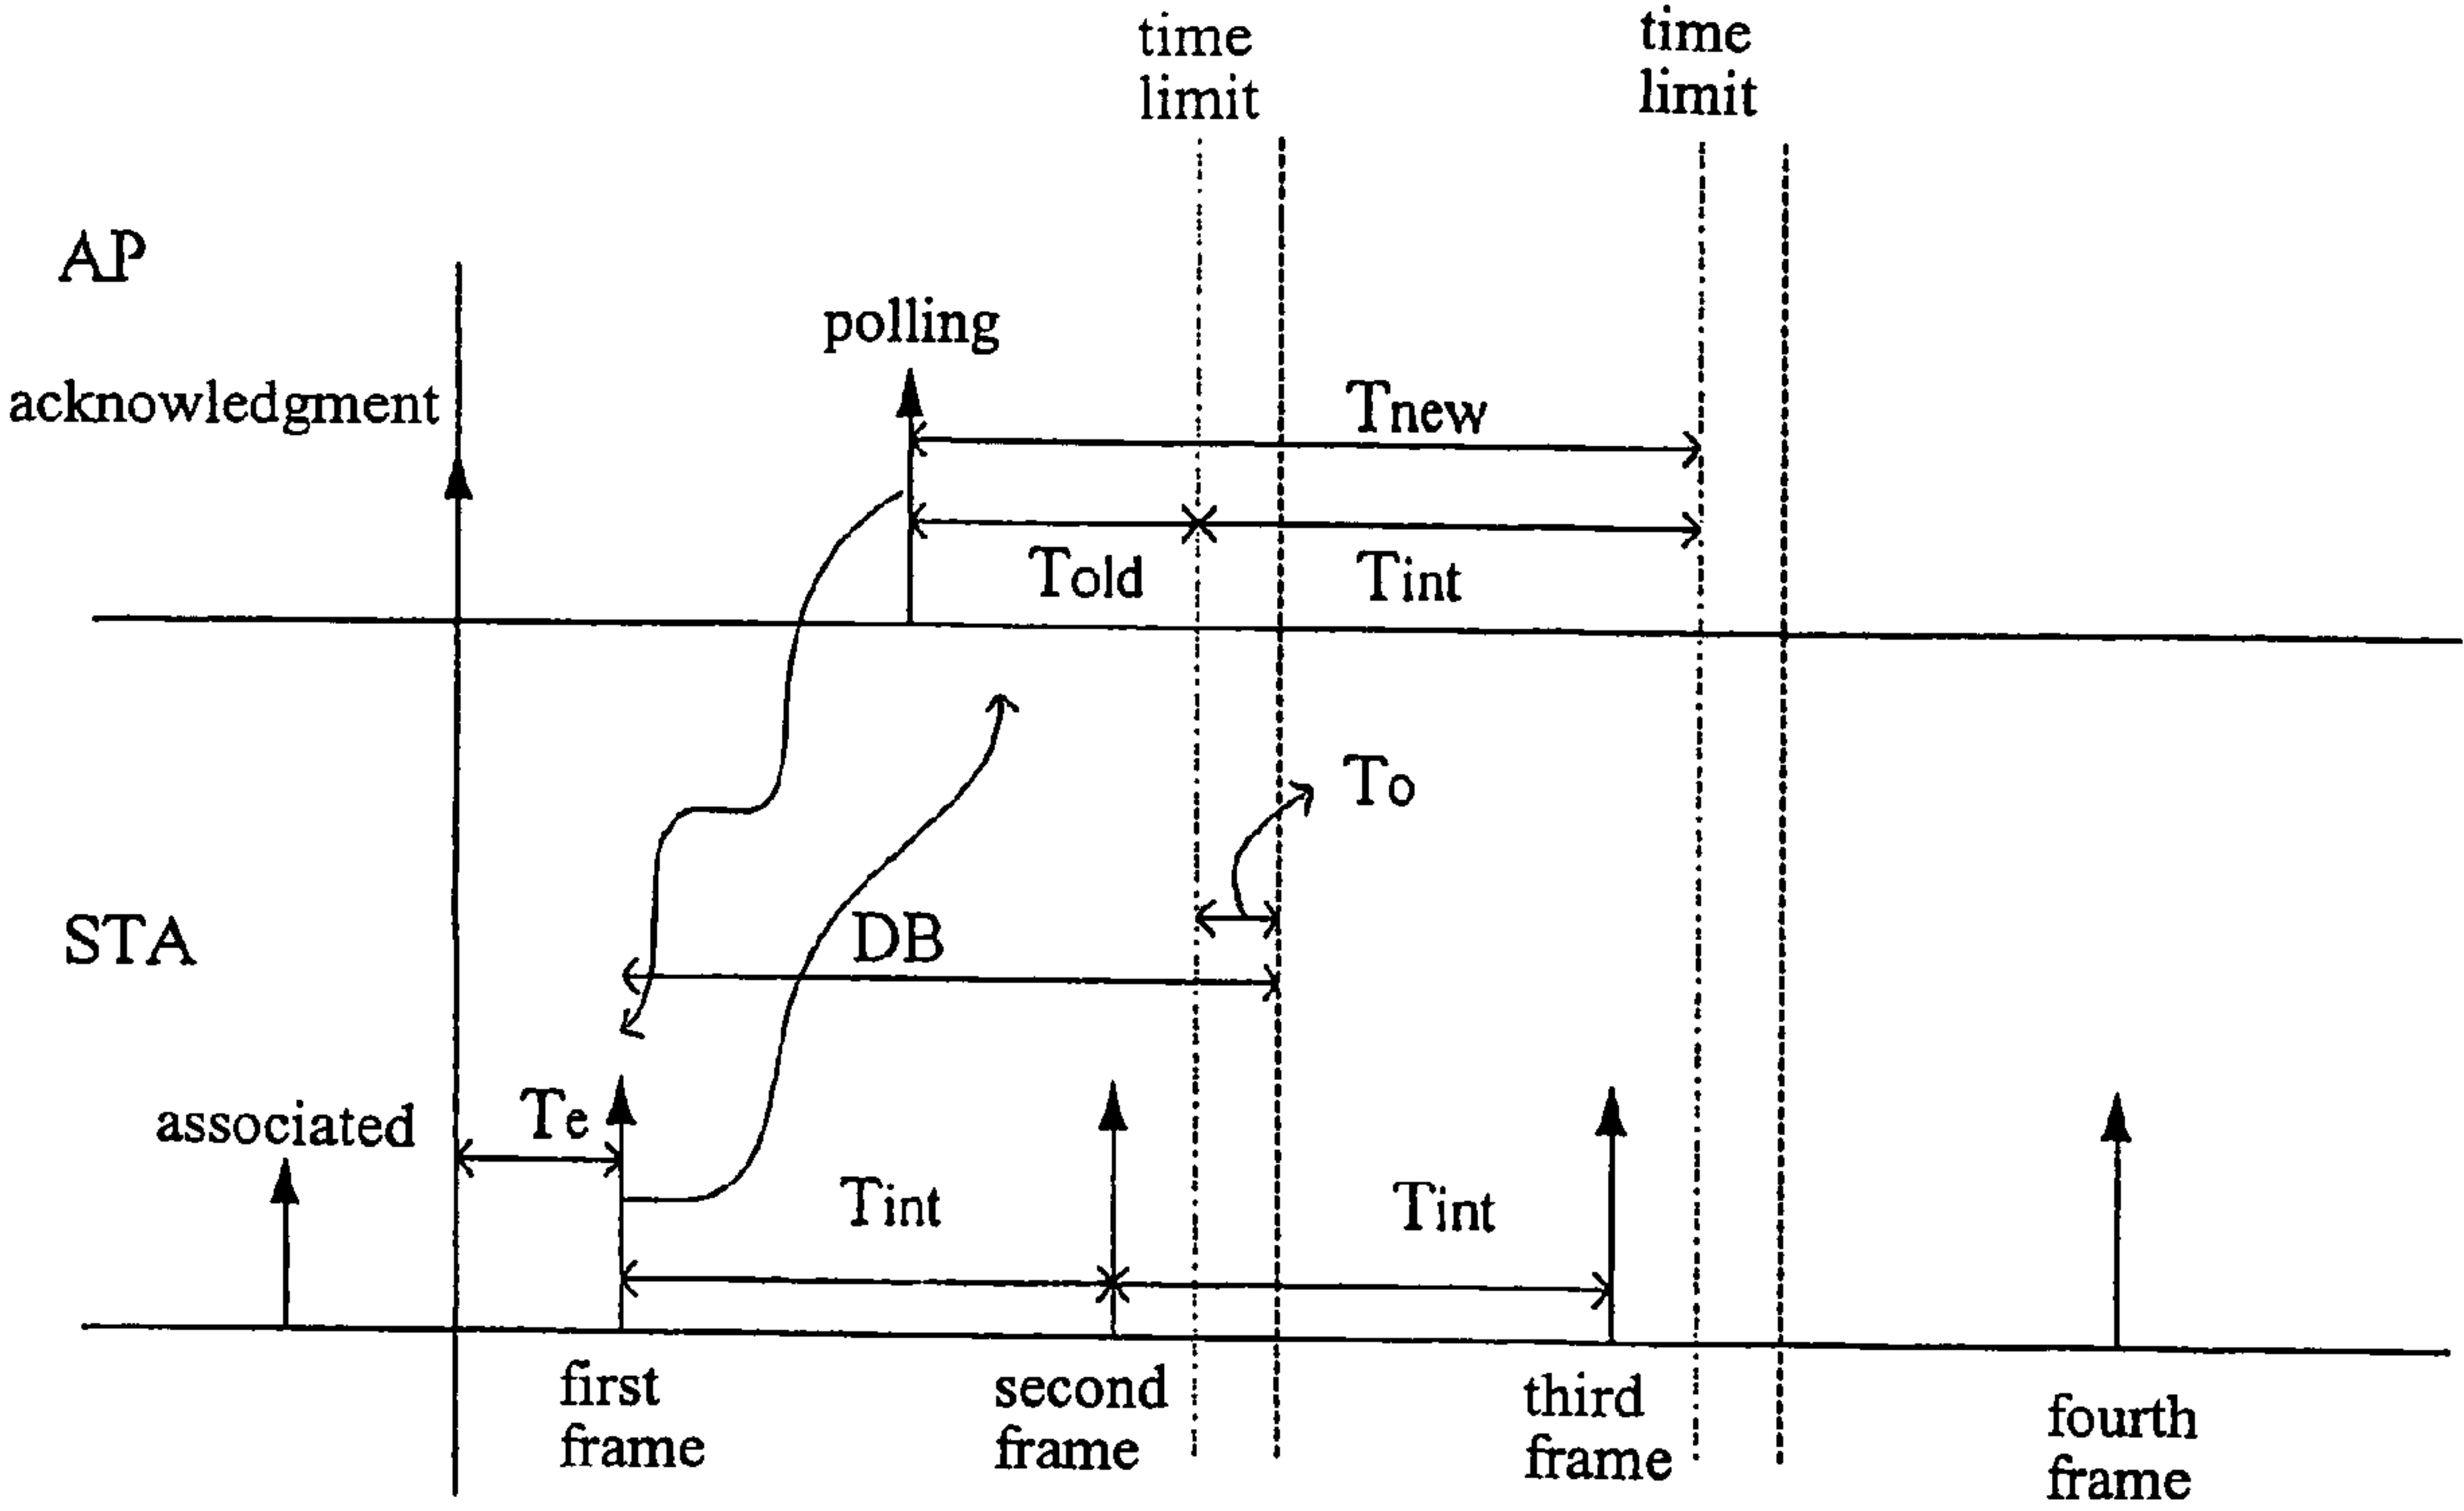 time
limit
time
limit
AP
polling
acknowledgment
Tnew
Told
Tint
To
STA
DB
associated
Te
Tint
Tint
first
frame
second
frame
third
frame
fourth
frame